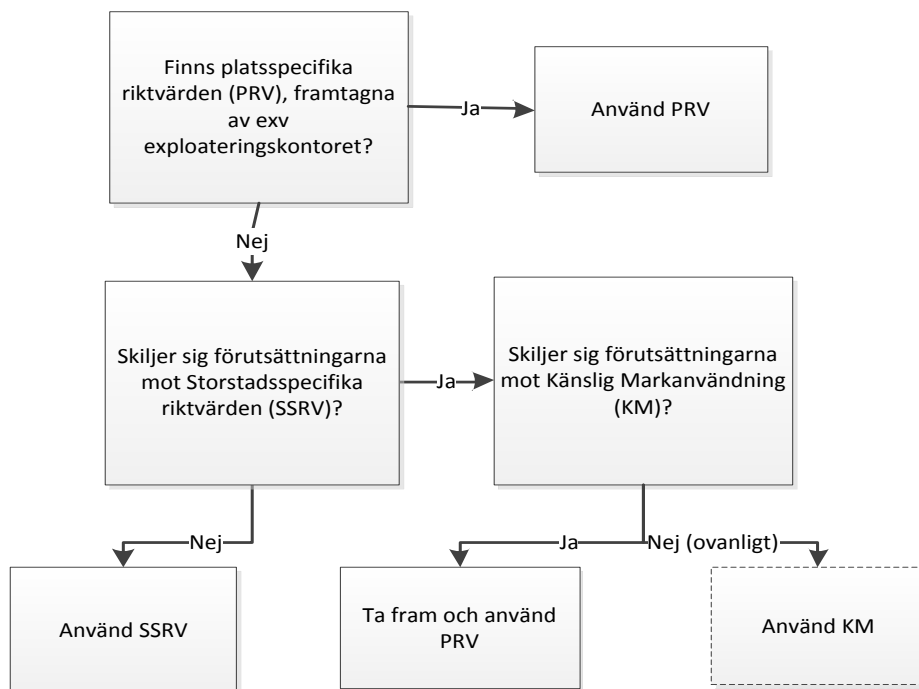 Finns platsspecifika
riktvärden (PRV), framtagna
av exv
exploateringskontoret?
Ja
Använd PRV
Nej
Skiljer sig förutsättningarna
mot Storstadsspecifika
riktvärden (SSRV)?
Ja
Skiljer sig förutsättningarna
mot Känslig Markanvändning
(KM)?
Nej
Ja
Nej (ovanligt)
Använd SSRV
Ta fram och använd
PRV
Använd KM